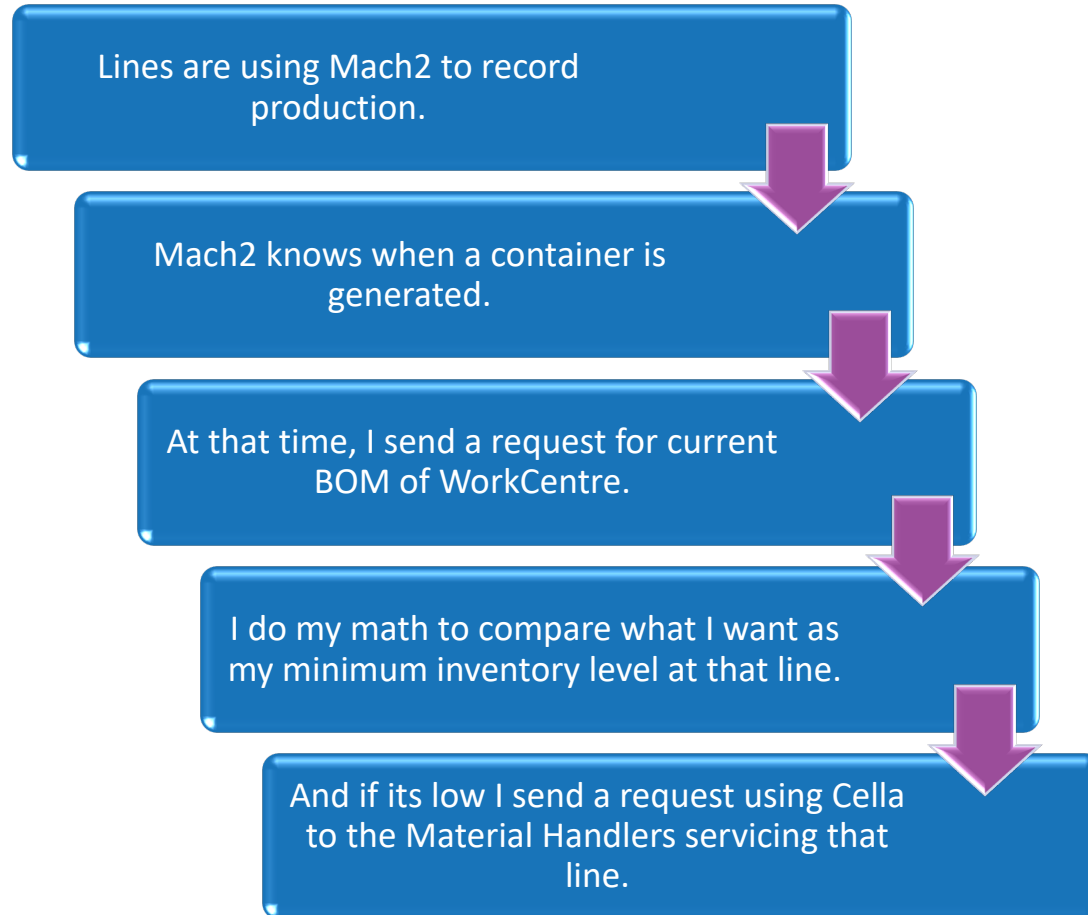 Lines are using Mach2 to record
production.
Mach2 knows when a container is
generated.
At that time, I send a request for current
BOM of WorkCentre.
I do my math to compare what I want as
my minimum inventory level at that line.
And if its low I send a request using Cella
to the Material Handlers servicing that
line.